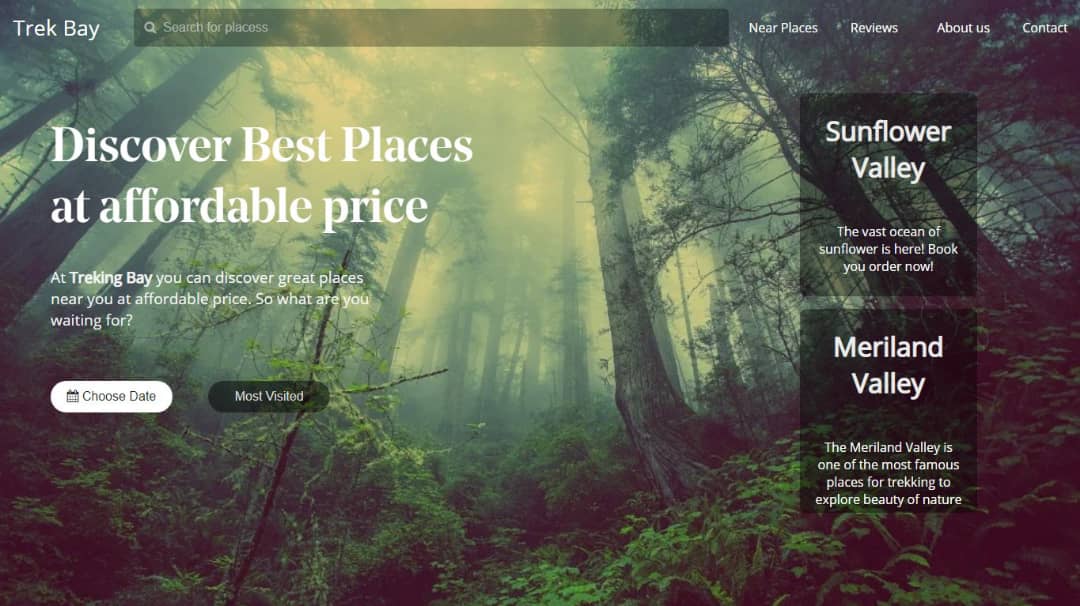 Trek Bay
Search for placess
Near Places
Reviews
About us
Contact
Discover Best Places
at affordable price
At Treking Bay you can discover great places
near you at affordable price. So what are you
waiting for?
Choose Date
Most Visited
Sunflower
Valley
The vast ocean of
sunflower is here! Book
you order now!
Meriland
Valley
The Meriland Valley is
one of the most famous
places for trekking to
explore beauty of nature